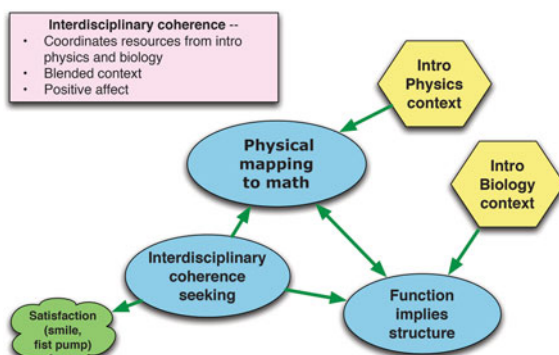 Interdisciplinary coherence --
• Coordinates resources from intro
physics and biology
• Blended context
• Positive affect
Intro
Physics
context
Physical
mapping
to math
Intro
Biology
context
Interdisciplinary
coherence
seeking
Function
implies
structure
Satisfaction
(smile,
fist pump)